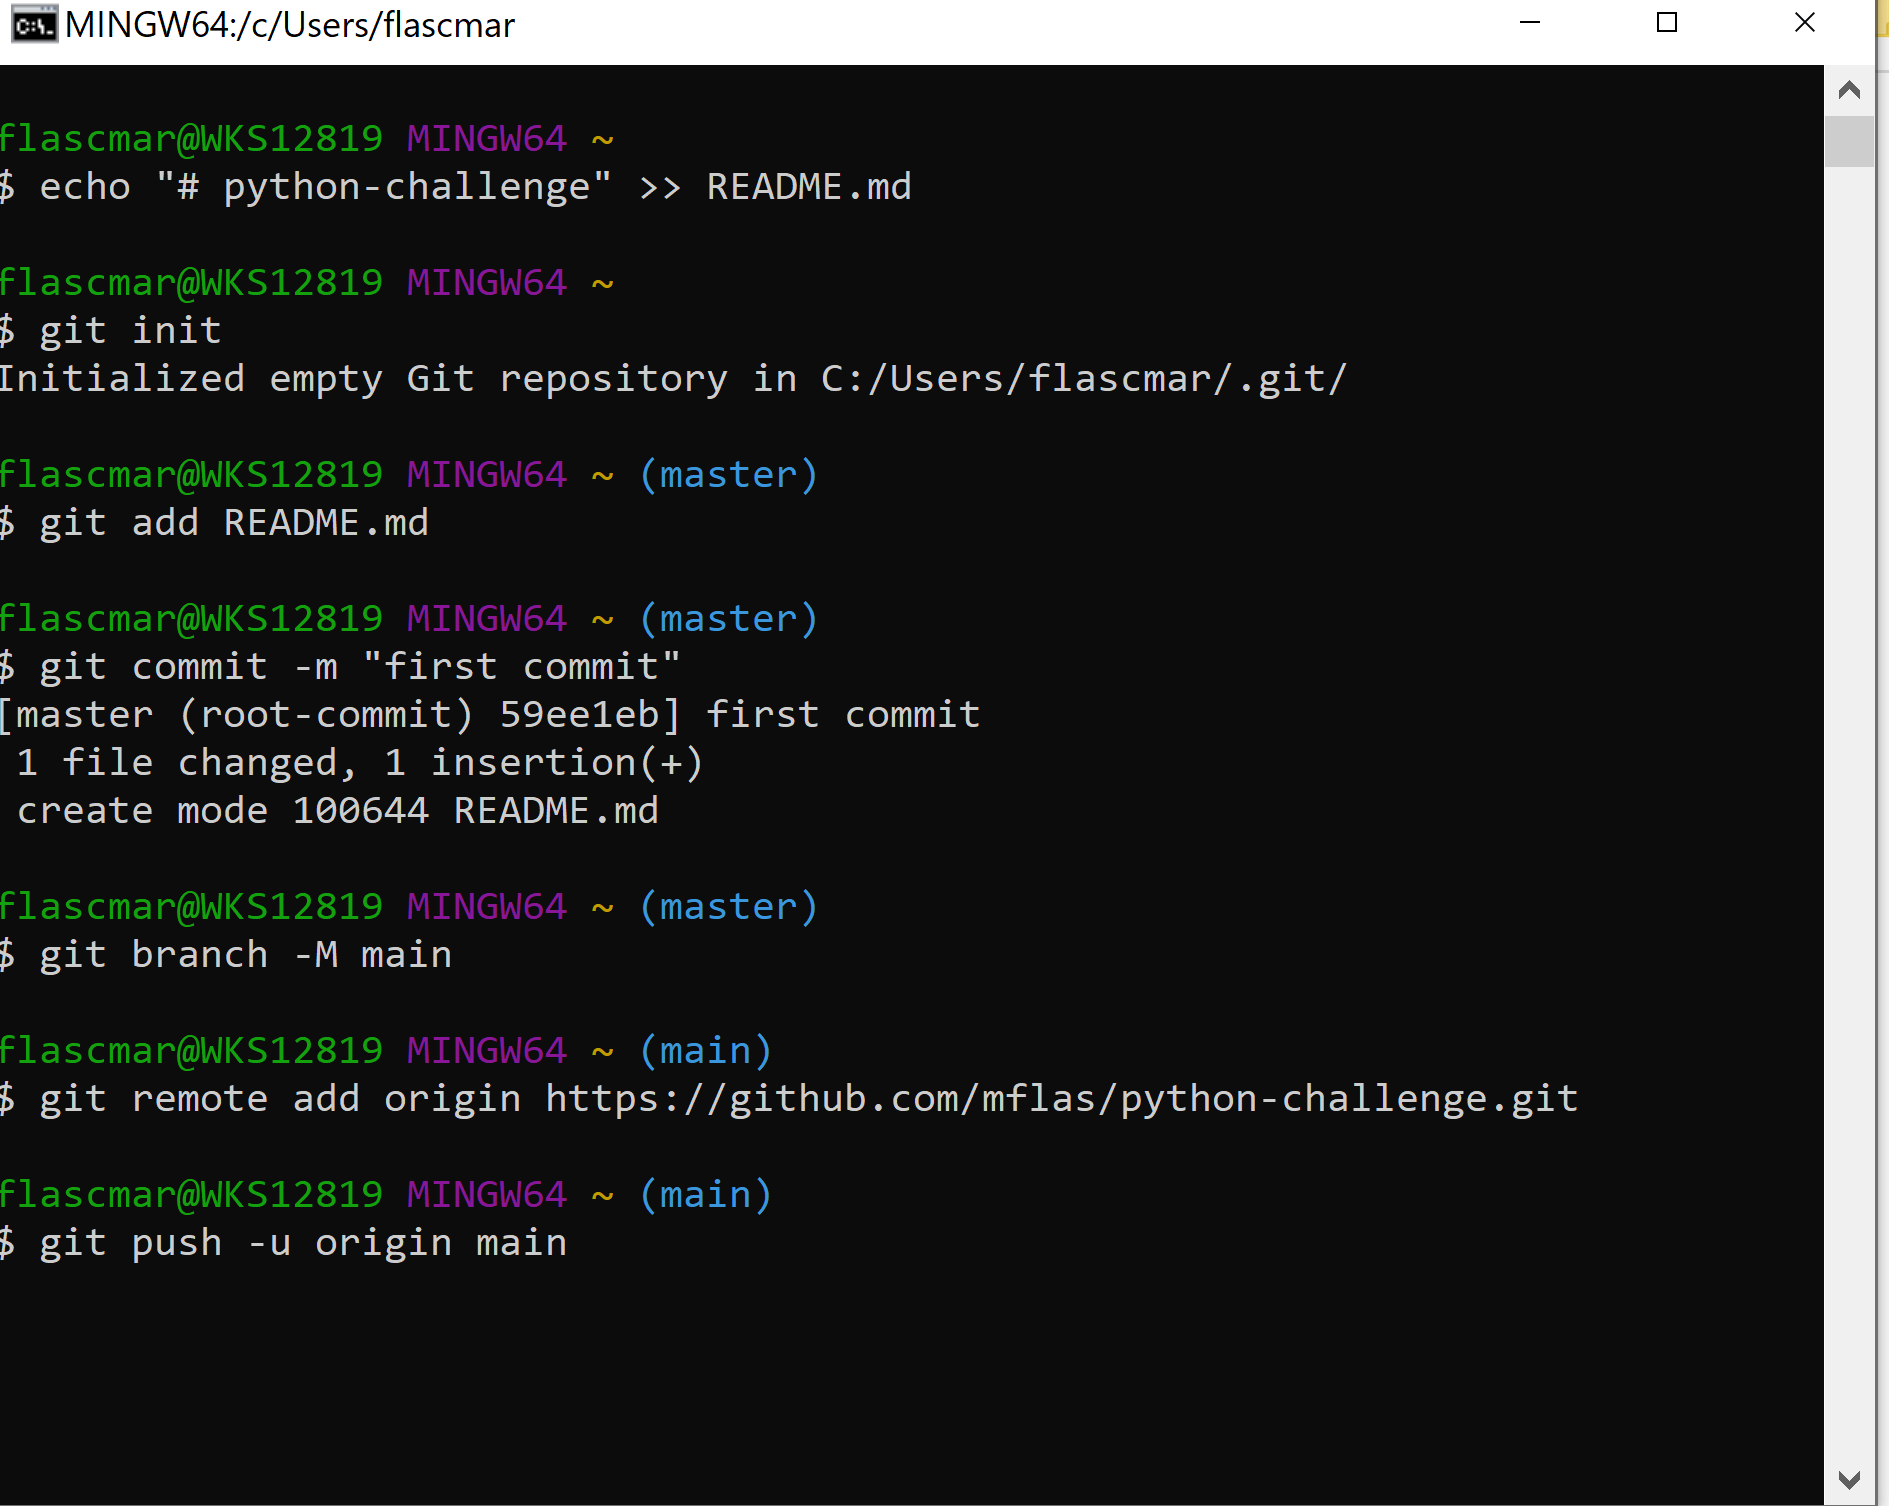 MINGW64:/c/Users/flascmar
flascmar@WKS12819 MINGW64 ~
$ echo "# python-challenge" >> README.md
flascmar@WKS12819 MINGW64 ~
$ git init
Initialized empty Git repository in C:/Users/flascmar/.git/
flascmar@WKS12819 MINGW64 ~ (master)
$ git add README.md
flascmar@WKS12819 MINGW64 ~ (master)
$ git commit -m "first commit"
[master (root-commit) 59ee1eb] first commit
 1 file changed, 1 insertion(+)
 create mode 100644 README.md
flascmar@WKS12819 MINGW64 ~ (master)
$ git branch -M main
flascmar@WKS12819 MINGW64 ~ (main)
$ git remote add origin https://github.com/mflas/python-challenge.git
flascmar@WKS12819 MINGW64 ~ (main)
$ git push -u origin main